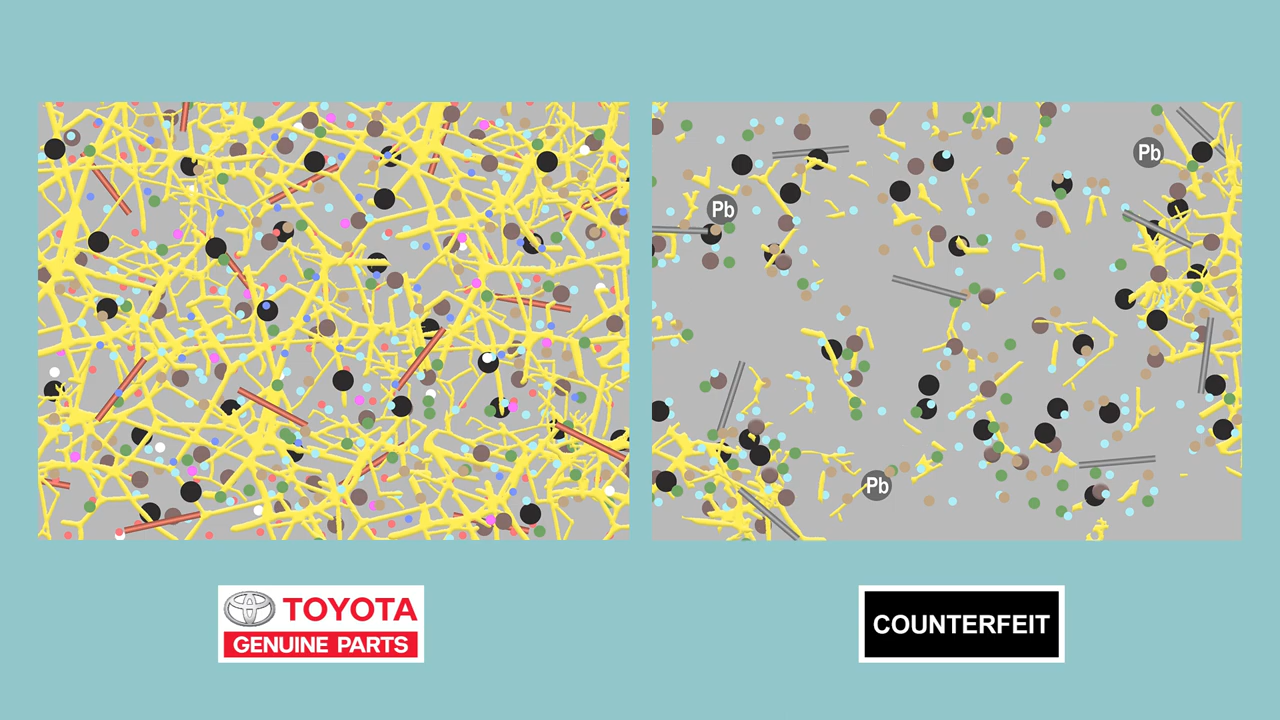 Pb
Pb
Pb
TOYOTA
GENUINE PARTS
COUNTERFEIT